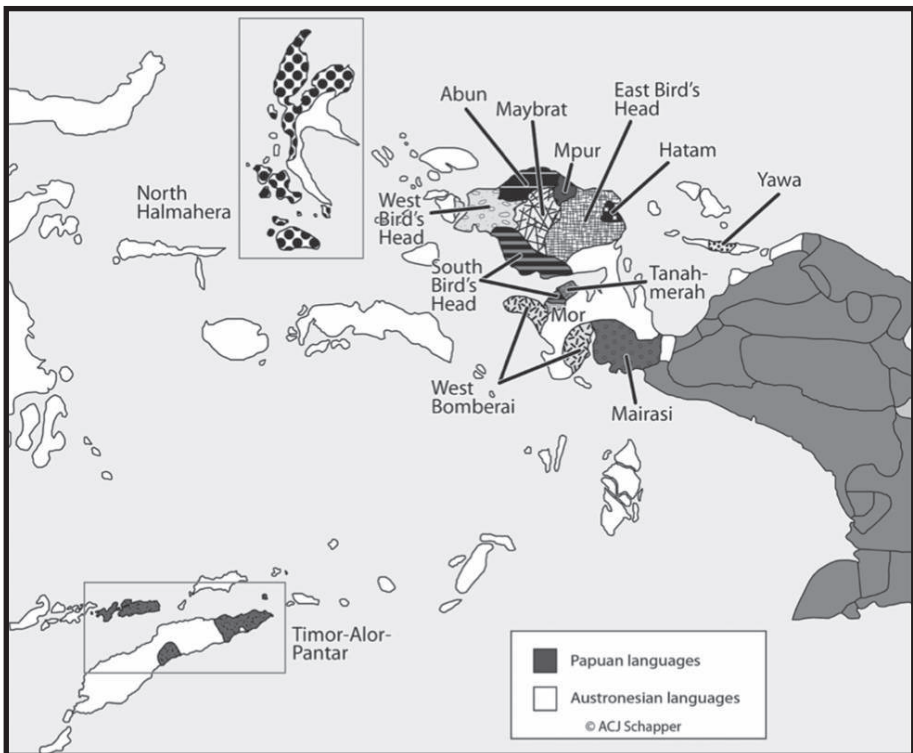 Abun
Maybrat
East Bird's
Head
Mpur
Hatam
Yawa
North
Halmahera
West
Bird's
Head
South
Bird's
Head
Tanah-
merah
Mor
West
Bomberai
Mairasi
Timor-Alor-
Pantar
Papuan languages
Austronesian languages
© ACJ Schapper